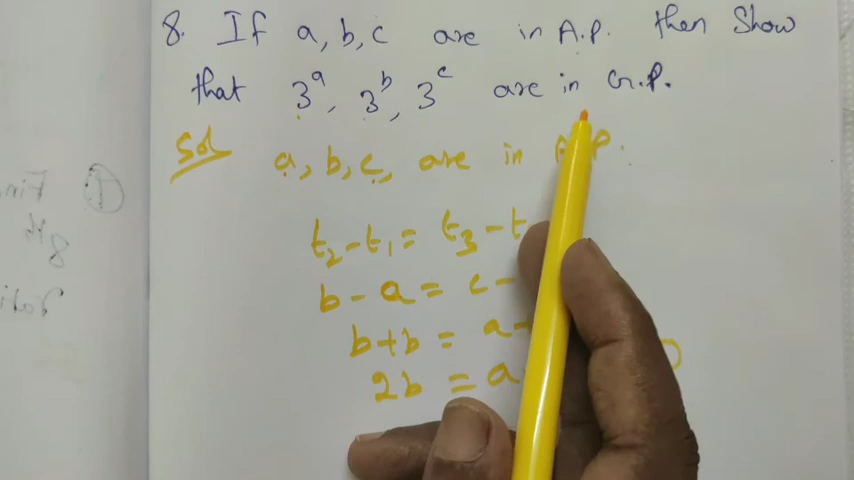 8. If a, b, c are in A.P. then Show
that 3^a, 3^b, 3^c are in G.P.
Sol a, b, c, are in A.P.
t₂ - t₁ = t₃ - t
b - a = c -
b + b = a +
2b = a